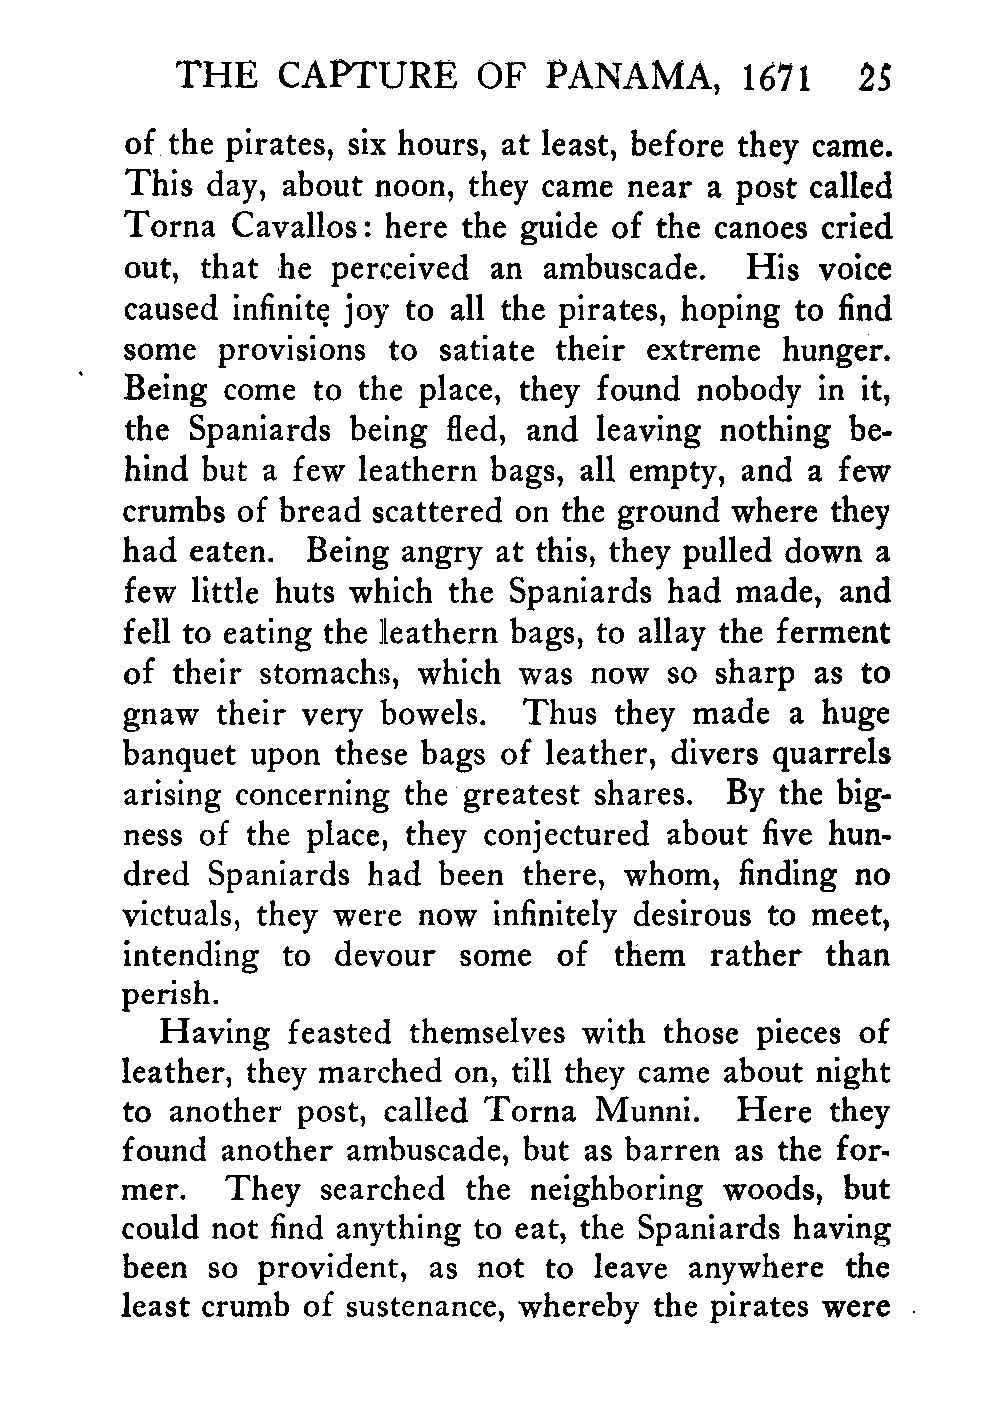 THE CAPTURE OF PANAMA, 1671 25
of the pirates, six hours, at least, before they came.
This day, about noon, they came near a post called
Torna Cavallos: here the guide of the canoes cried
out, that he perceived an ambuscade. His voice
caused infinite joy to all the pirates, hoping to find
some provisions to satiate their extreme hunger.
Being come to the place, they found nobody in it,
the Spaniards being fled, and leaving nothing be-
hind but a few leathern bags, all empty, and a few
crumbs of bread scattered on the ground where they
had eaten. Being angry at this, they pulled down a
few little huts which the Spaniards had made, and
fell to eating the leathern bags, to allay the ferment
of their stomachs, which was now so sharp as to
gnaw their very bowels. Thus they made a huge
banquet upon these bags of leather, divers quarrels
arising concerning the greatest shares. By the big-
ness of the place, they conjectured about five hun-
dred Spaniards had been there, whom, finding no
victuals, they were now infinitely desirous to meet,
intending to devour some of them rather than
perish.
Having feasted themselves with those pieces of
leather, they marched on, till they came about night
to another post, called Torna Munni. Here they
found another ambuscade, but as barren as the for-
mer. They searched the neighboring woods, but
could not find anything to eat, the Spaniards having
been so provident, as not to leave anywhere the
least crumb of sustenance, whereby the pirates were